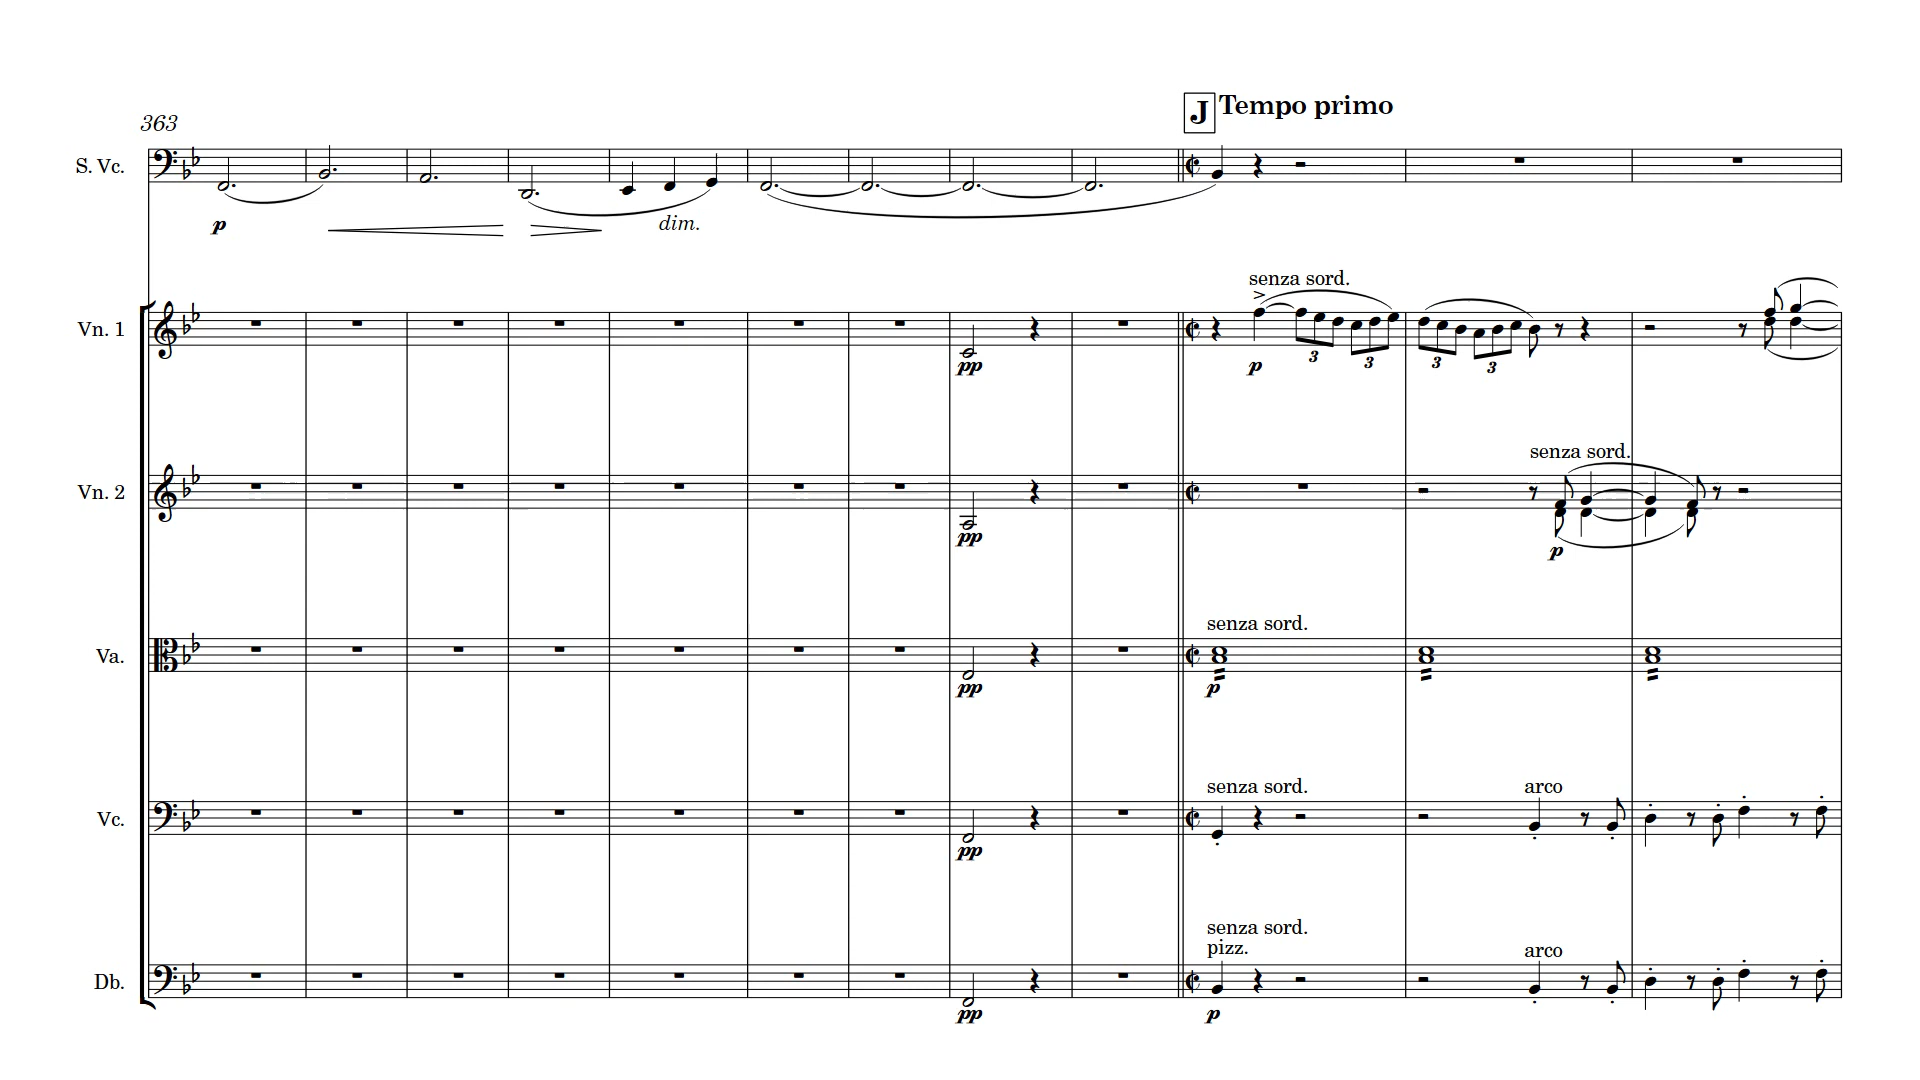 J Tempo primo
363
S. Vc.
p
dim.
senza sord.
Vn. 1
pp
p
3
3
3
3
senza sord.
Vn. 2
pp
p
senza sord.
Va.
pp
p
senza sord.
arco
Vc.
pp
senza sord.
pizz.
arco
Db.
pp
p